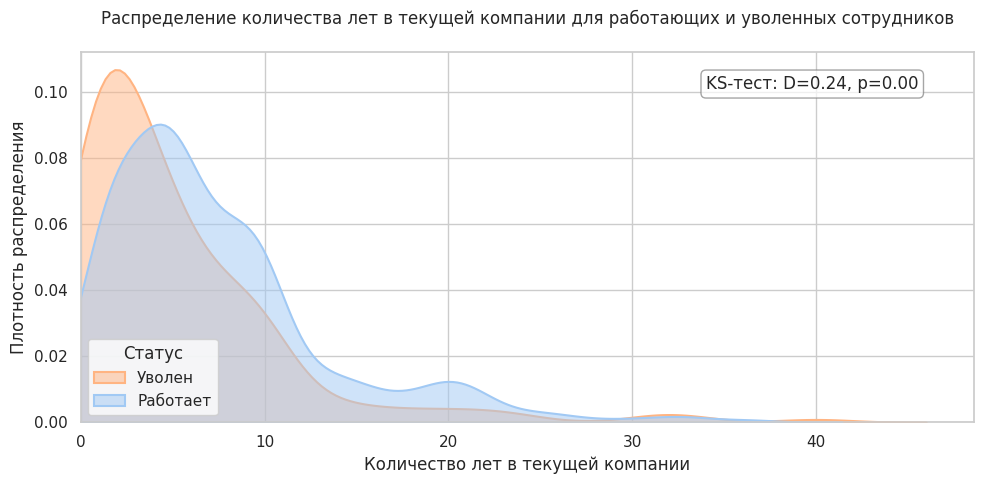 Распределение количества лет в текущей компании для работающих и уволенных сотрудников
KS-тест: D=0.24, p=0.00
Плотность распределения
0.10
0.08
0.06
0.04
0.02
0.00
Статус
Уволен
Работает
0 10 20 30 40
Количество лет в текущей компании